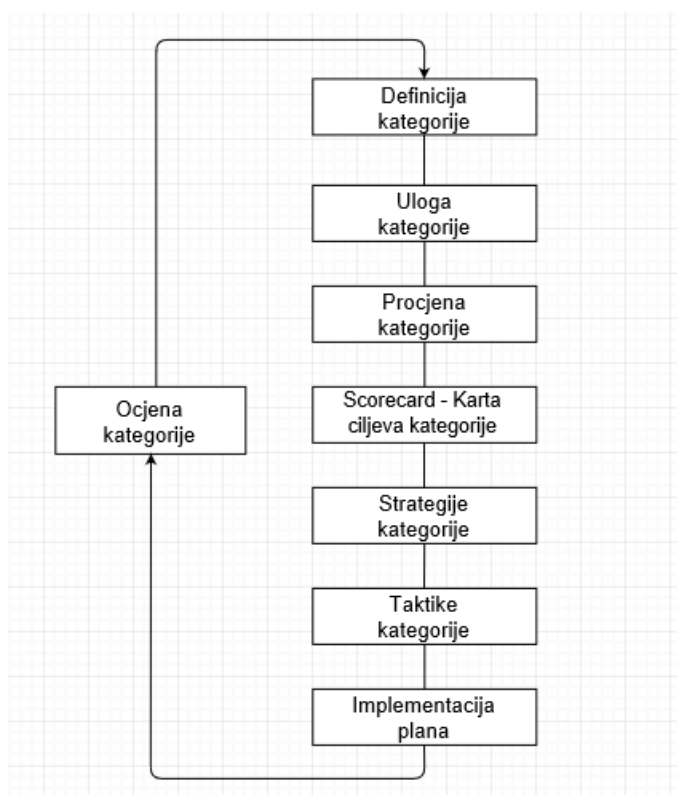 Definicija
kategorije
Uloga
kategorije
Procjena
kategorije
Scorecard - Karta
ciljeva kategorije
Strategije
kategorije
Taktike
kategorije
Implementacija
plana
Ocjena
kategorije